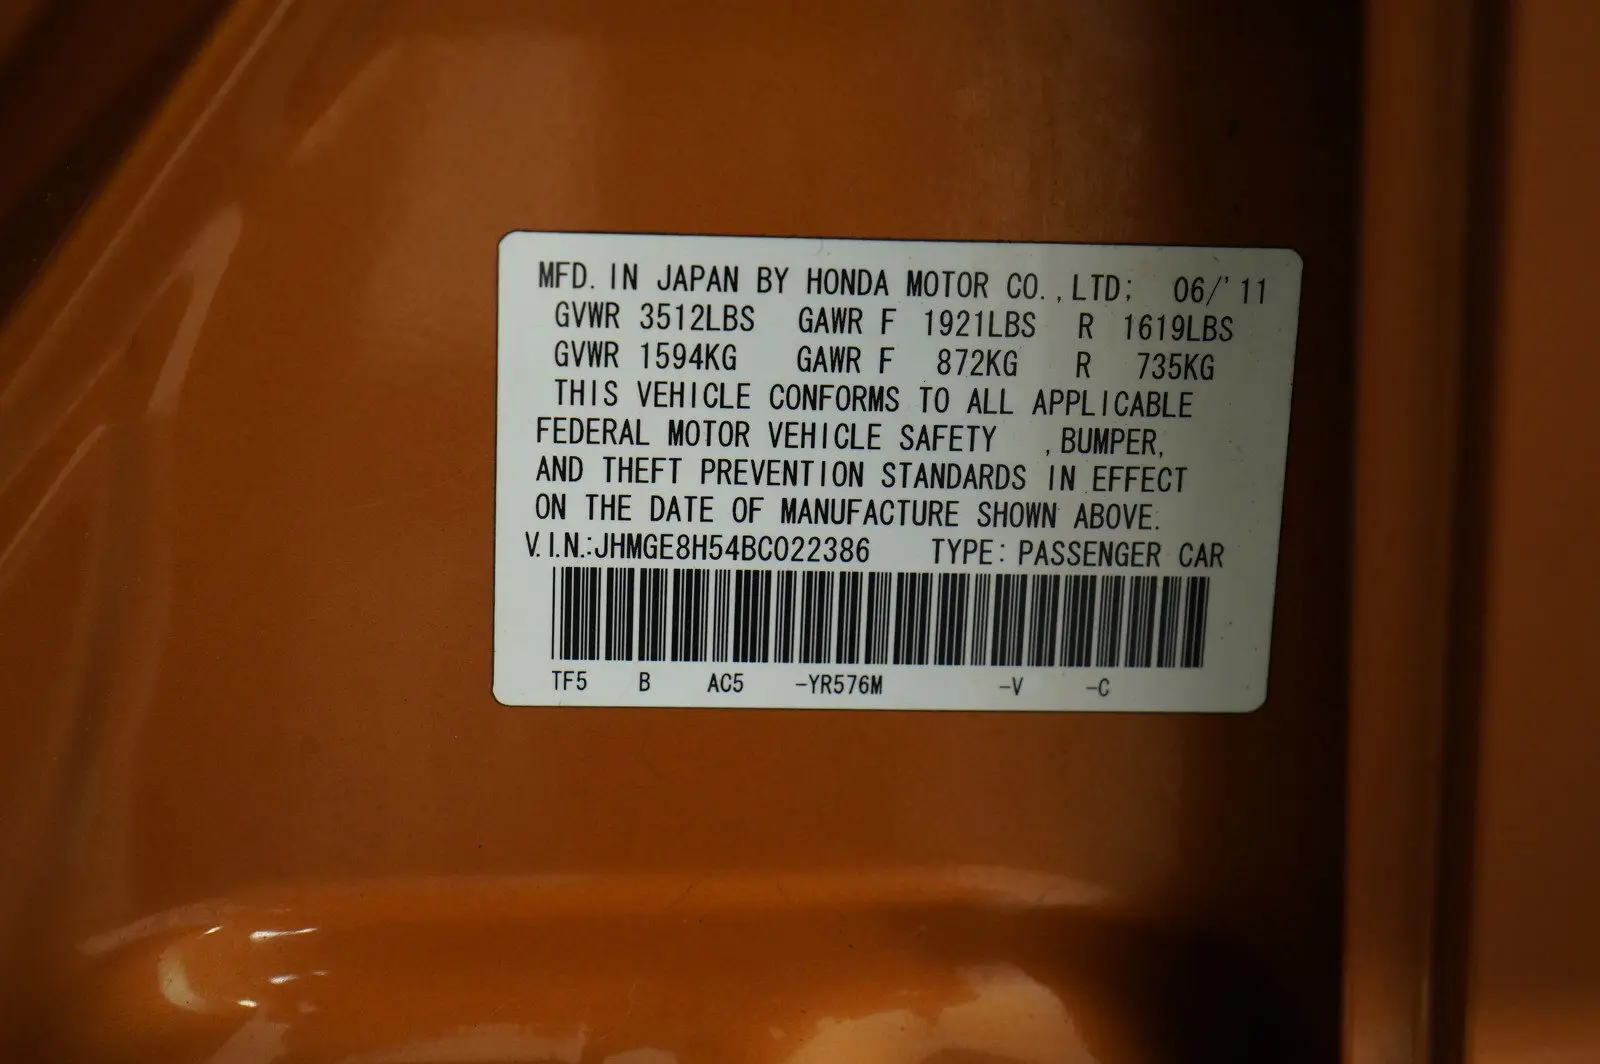 MFD. IN JAPAN BY HONDA MOTOR CO., LTD; 06/'11
GVWR 3512LBS GAWR F 1921LBS R 1619LBS
GVWR 1594KG GAWR F 872KG R 735KG
THIS VEHICLE CONFORMS TO ALL APPLICABLE
FEDERAL MOTOR VEHICLE SAFETY , BUMPER,
AND THEFT PREVENTION STANDARDS IN EFFECT
ON THE DATE OF MANUFACTURE SHOWN ABOVE.
V.I.N.:JHMGE8H54BC022386 TYPE: PASSENGER CAR
TF5 B AC5 -YR576M -V -C